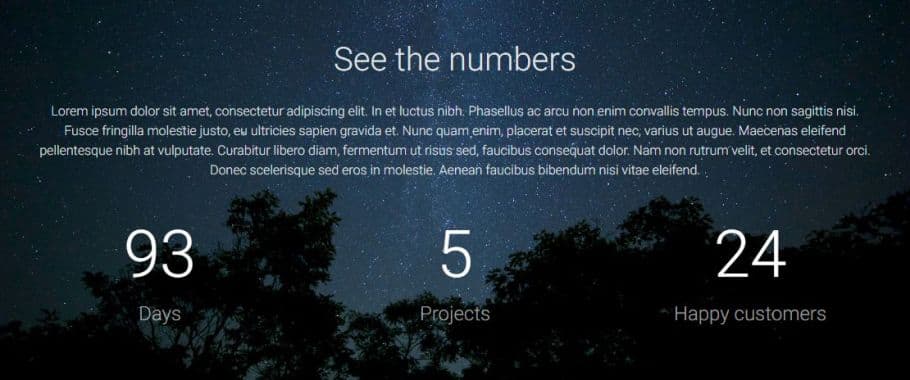 See the numbers
Lorem ipsum dolor sit amet, consectetur adipiscing elit. In et luctus nibh. Phasellus ac arcu non enim convallis tempus. Nunc non sagittis nisi.
Fusce fringilla molestie justo, eu ultricies sapien gravida et. Nunc quam enim, placerat et suscipit nec, varius ut augue. Maecenas eleifend
pellentesque nibh at vulputate. Curabitur libero diam, fermentum ut risus sed, faucibus consequat dolor. Nam non rutrum velit, et consectetur orci.
Donec scelerisque sed eros in molestie. Aenean faucibus bibendum nisi vitae eleifend.
93 5 24
Days Projects Happy customers